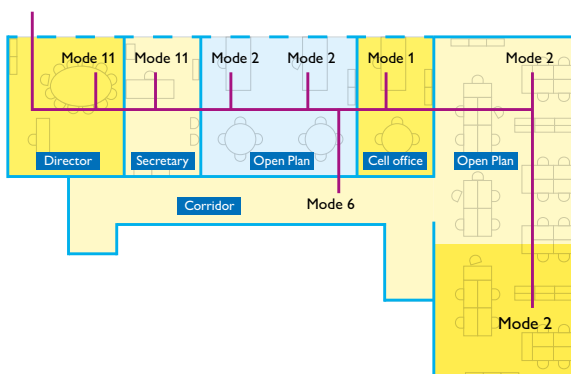 Mode 11
Mode 11
Mode 2
Mode 2
Mode 1
Mode 2
Director
Secretary
Open Plan
Cell office
Open Plan
Corridor
Mode 6
Mode 2